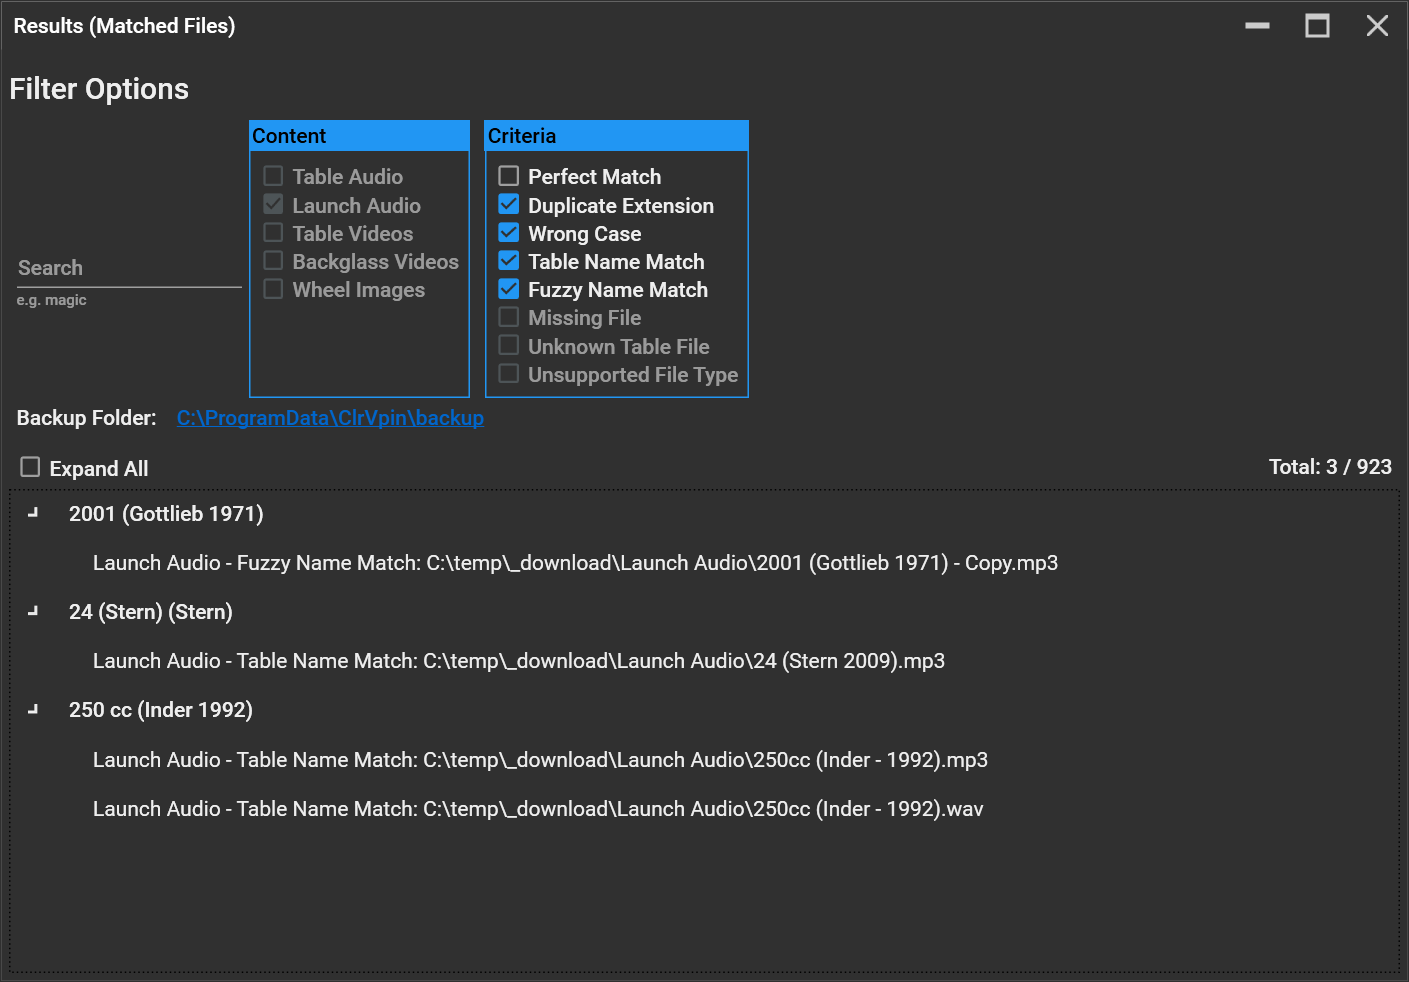 Results (Matched Files)
Filter Options
Content
Table Audio
Launch Audio
Table Videos
Backglass Videos
Wheel Images
Criteria
Perfect Match
Duplicate Extension
Wrong Case
Table Name Match
Fuzzy Name Match
Missing File
Unknown Table File
Unsupported File Type
Search
e.g. magic
Backup Folder: C:\ProgramData\ClrVpin\backup
Expand All
Total: 3 / 923
2001 (Gottlieb 1971)
Launch Audio - Fuzzy Name Match: C:\temp\_download\Launch Audio\2001 (Gottlieb 1971) - Copy.mp3
24 (Stern) (Stern)
Launch Audio - Table Name Match: C:\temp\_download\Launch Audio\24 (Stern 2009).mp3
250 cc (Inder 1992)
Launch Audio - Table Name Match: C:\temp\_download\Launch Audio\250cc (Inder - 1992).mp3
Launch Audio - Table Name Match: C:\temp\_download\Launch Audio\250cc (Inder - 1992).wav